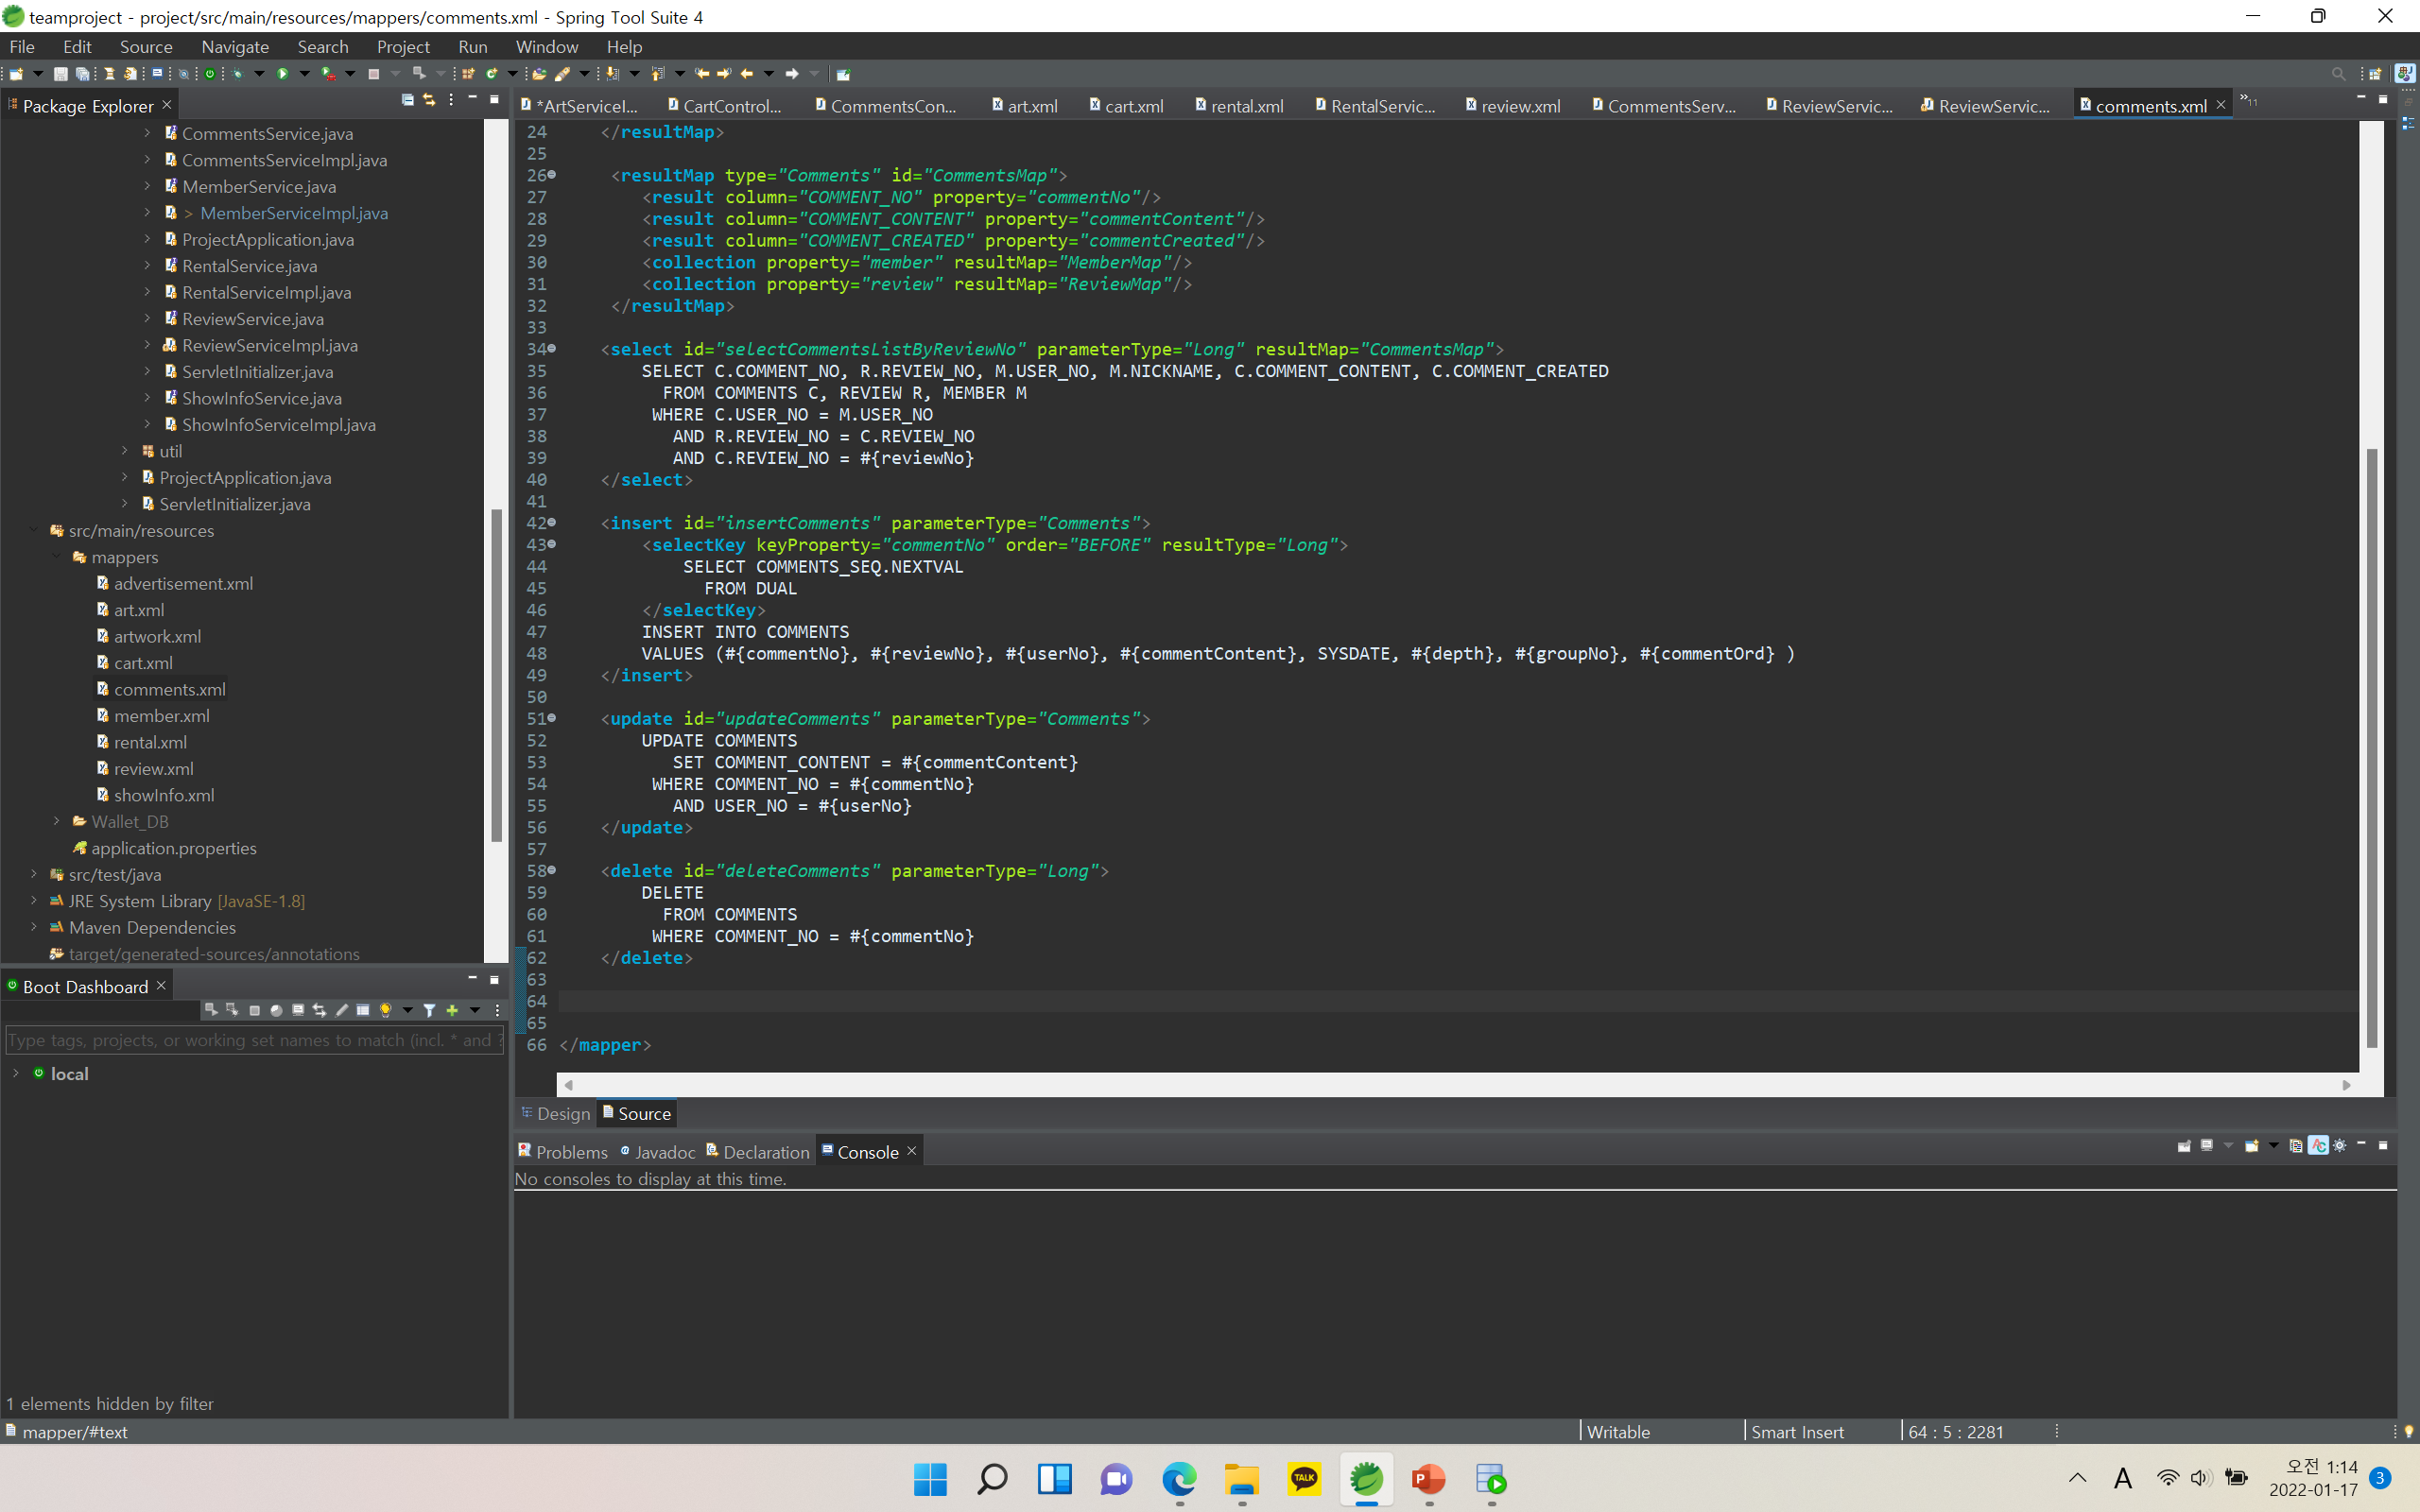 teamproject - project/src/main/resources/mappers/comments.xml - Spring Tool Suite 4
File Edit Source Navigate Search Project Run Window Help
Package Explorer
CommentsService.java
CommentsServiceImpl.java
MemberService.java
> MemberServiceImpl.java
ProjectApplication.java
RentalService.java
RentalServiceImpl.java
ReviewService.java
ReviewServiceImpl.java
ServletInitializer.java
ShowInfoService.java
ShowInfoServiceImpl.java
util
ProjectApplication.java
ServletInitializer.java
src/main/resources
mappers
advertisement.xml
art.xml
artwork.xml
cart.xml
comments.xml
member.xml
rental.xml
review.xml
showInfo.xml
Wallet_DB
application.properties
src/test/java
JRE System Library [JavaSE-1.8]
Maven Dependencies
target/generated-sources/annotations
Boot Dashboard
Type tags, projects, or working set names to match (incl. * and ?
local
1 elements hidden by filter
*ArtServiceI... CartControl... CommentsCon... art.xml cart.xml rental.xml RentalServic... review.xml CommentsServ... ReviewServic... ReviewServic... comments.xml »11
24 </resultMap>
25
26 <resultMap type="Comments" id="CommentsMap">
27 <result column="COMMENT_NO" property="commentNo"/>
28 <result column="COMMENT_CONTENT" property="commentContent"/>
29 <result column="COMMENT_CREATED" property="commentCreated"/>
30 <collection property="member" resultMap="MemberMap"/>
31 <collection property="review" resultMap="ReviewMap"/>
32 </resultMap>
33
34 <select id="selectCommentsListByReviewNo" parameterType="Long" resultMap="CommentsMap">
35 SELECT C.COMMENT_NO, R.REVIEW_NO, M.USER_NO, M.NICKNAME, C.COMMENT_CONTENT, C.COMMENT_CREATED
36 FROM COMMENTS C, REVIEW R, MEMBER M
37 WHERE C.USER_NO = M.USER_NO
38 AND R.REVIEW_NO = C.REVIEW_NO
39 AND C.REVIEW_NO = #{reviewNo}
40 </select>
41
42 <insert id="insertComments" parameterType="Comments">
43 <selectKey keyProperty="commentNo" order="BEFORE" resultType="Long">
44 SELECT COMMENTS_SEQ.NEXTVAL
45 FROM DUAL
46 </selectKey>
47 INSERT INTO COMMENTS
48 VALUES (#{commentNo}, #{reviewNo}, #{userNo}, #{commentContent}, SYSDATE, #{depth}, #{groupNo}, #{commentOrd} )
49 </insert>
50
51 <update id="updateComments" parameterType="Comments">
52 UPDATE COMMENTS
53 SET COMMENT_CONTENT = #{commentContent}
54 WHERE COMMENT_NO = #{commentNo}
55 AND USER_NO = #{userNo}
56 </update>
57
58 <delete id="deleteComments" parameterType="Long">
59 DELETE
60 FROM COMMENTS
61 WHERE COMMENT_NO = #{commentNo}
62 </delete>
63
64
65
66 </mapper>
Design Source
Problems Javadoc Declaration Console
No consoles to display at this time.
mapper/#text Writable Smart Insert 64 : 5 : 2281
TALK
P
A
오전 1:14
2022-01-17
3